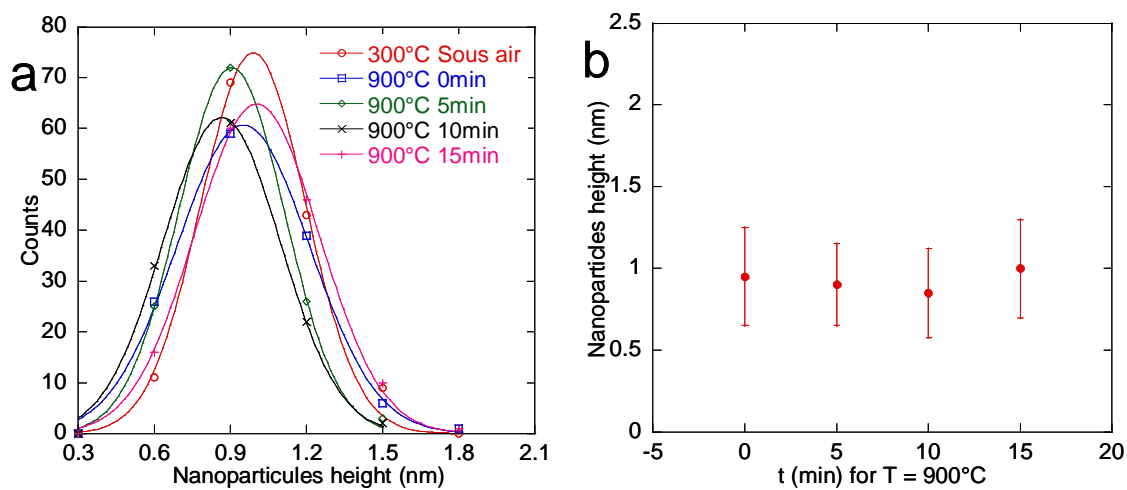 a
80
70
60
50
40
30
20
10
0
Counts
0.3 0.6 0.9 1.2 1.5 1.8 2.1
Nanoparticules height (nm)
300°C Sous air
900°C 0min
900°C 5min
900°C 10min
900°C 15min
b
2.5
2
1.5
1
0.5
0
Nanoparticles height (nm)
-5 0 5 10 15 20
t (min) for T = 900°C